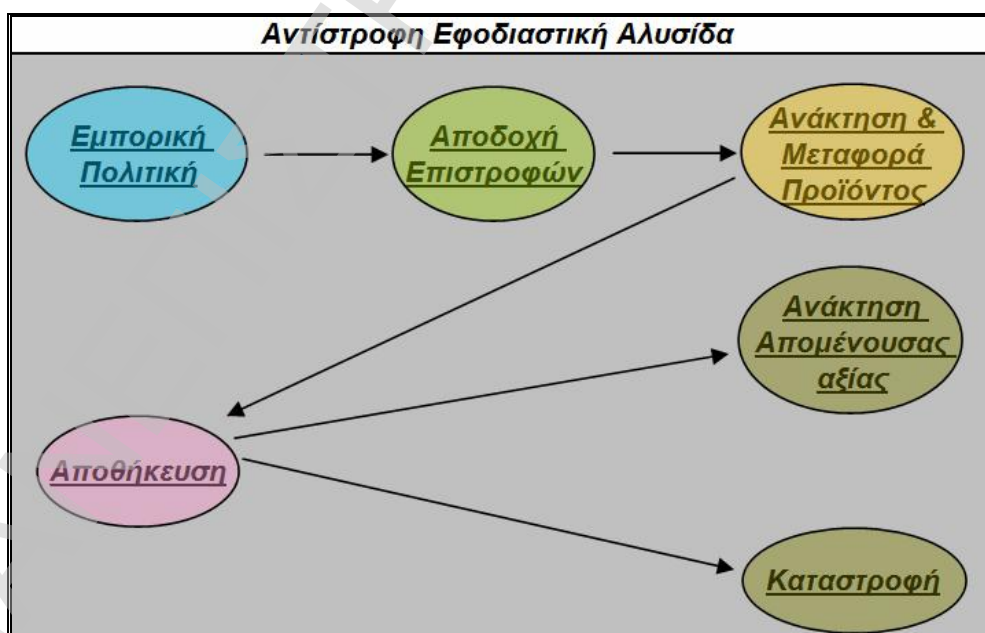 Αντίστροφη Εφοδιαστική Αλυσίδα
Εμπορική
Πολιτική
Αποδοχή
Επιστροφών
Ανάκτηση &
Μεταφορά
Προϊόντος
Ανάκτηση
Απομένουσας
αξίας
Αποθήκευση
Καταστροφή